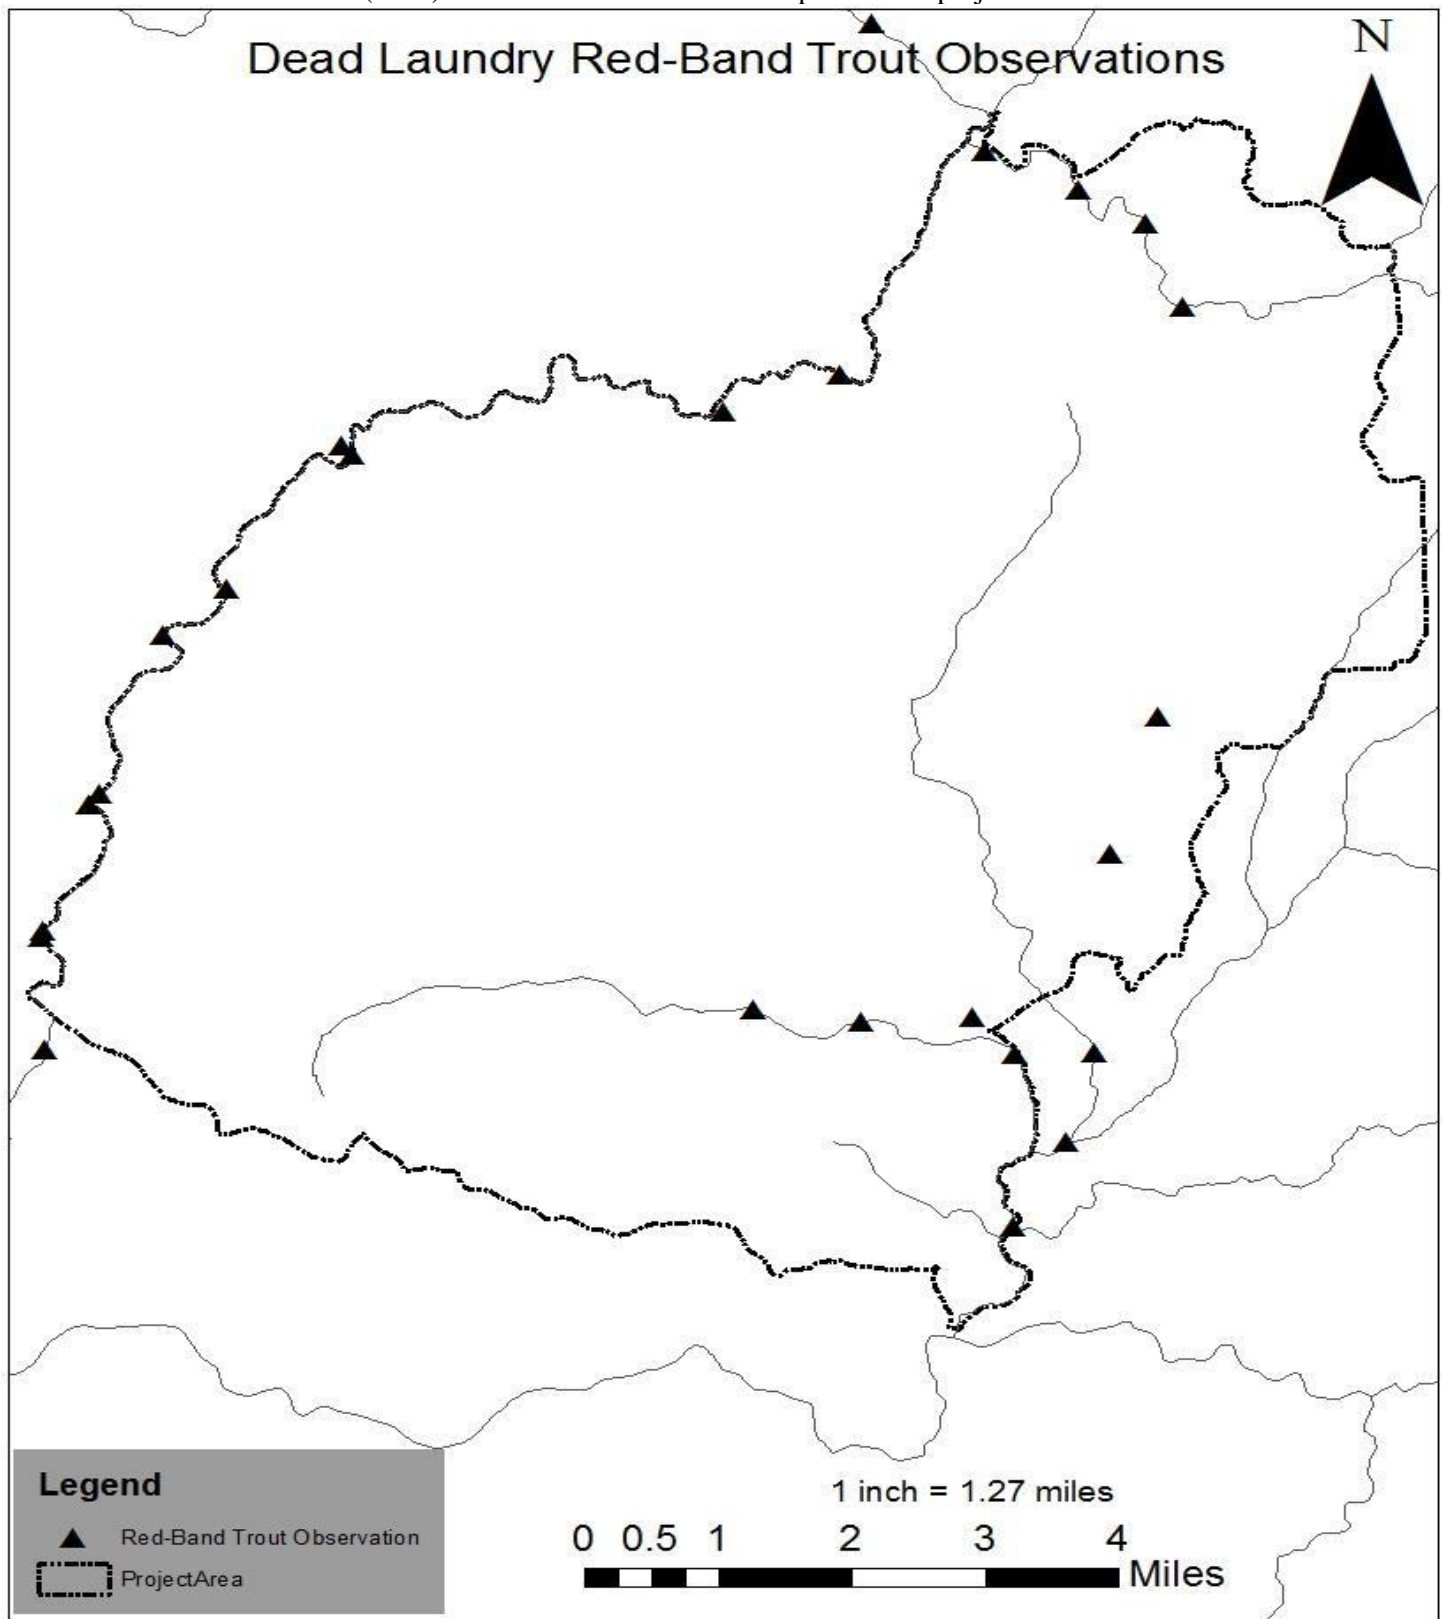 Dead Laundry Red-Band Trout Observations
N
Legend
Red-Band Trout Observation
ProjectArea
1 inch = 1.27 miles
0 0.5 1 2 3 4
Miles